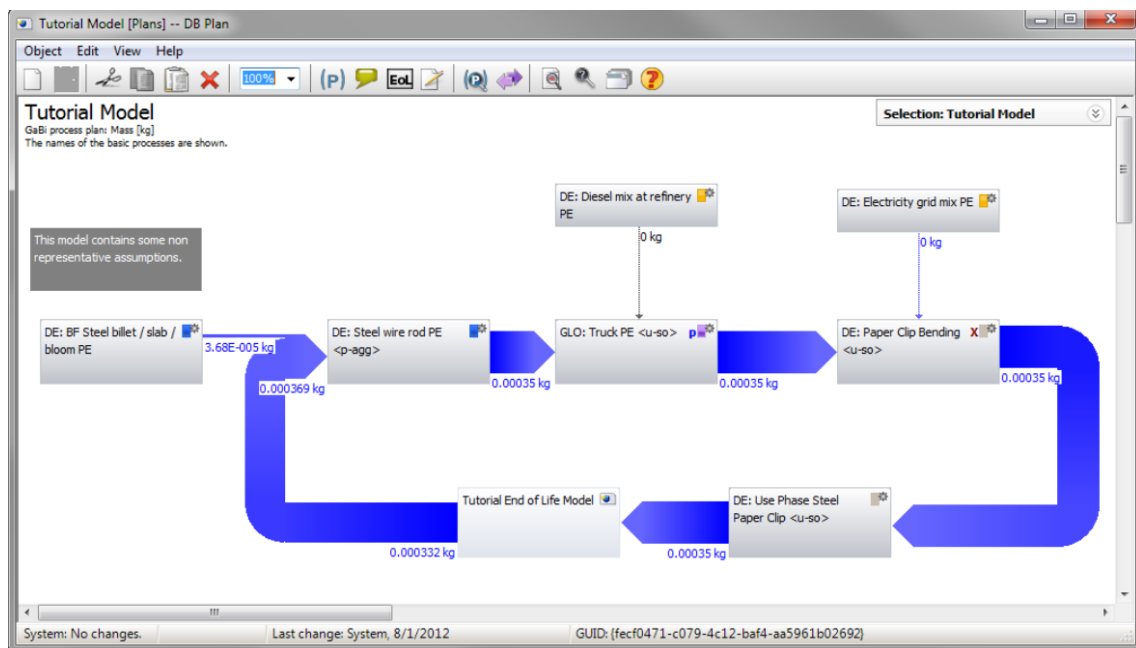 Tutorial Model [Plans] -- DB Plan
Object Edit View Help
100% (P) EoL (P) ?
Tutorial Model
GaBi process plan: Mass [kg]
The names of the basic processes are shown.
Selection: Tutorial Model
DE: Diesel mix at refinery
PE
DE: Electricity grid mix PE
0 kg
0 kg
This model contains some non
representative assumptions.
DE: BF Steel billet / slab /
bloom PE
3.68E-005 kg
0.000369 kg
DE: Steel wire rod PE
<p-agg>
0.00035 kg
GLO: Truck PE <u-so> p
0.00035 kg
DE: Paper Clip Bending X
<u-so>
0.00035 kg
Tutorial End of Life Model
DE: Use Phase Steel
Paper Clip <u-so>
0.000332 kg
0.00035 kg
System: No changes.
Last change: System, 8/1/2012
GUID: {fecf0471-c079-4c12-baf4-aa5961b02692}